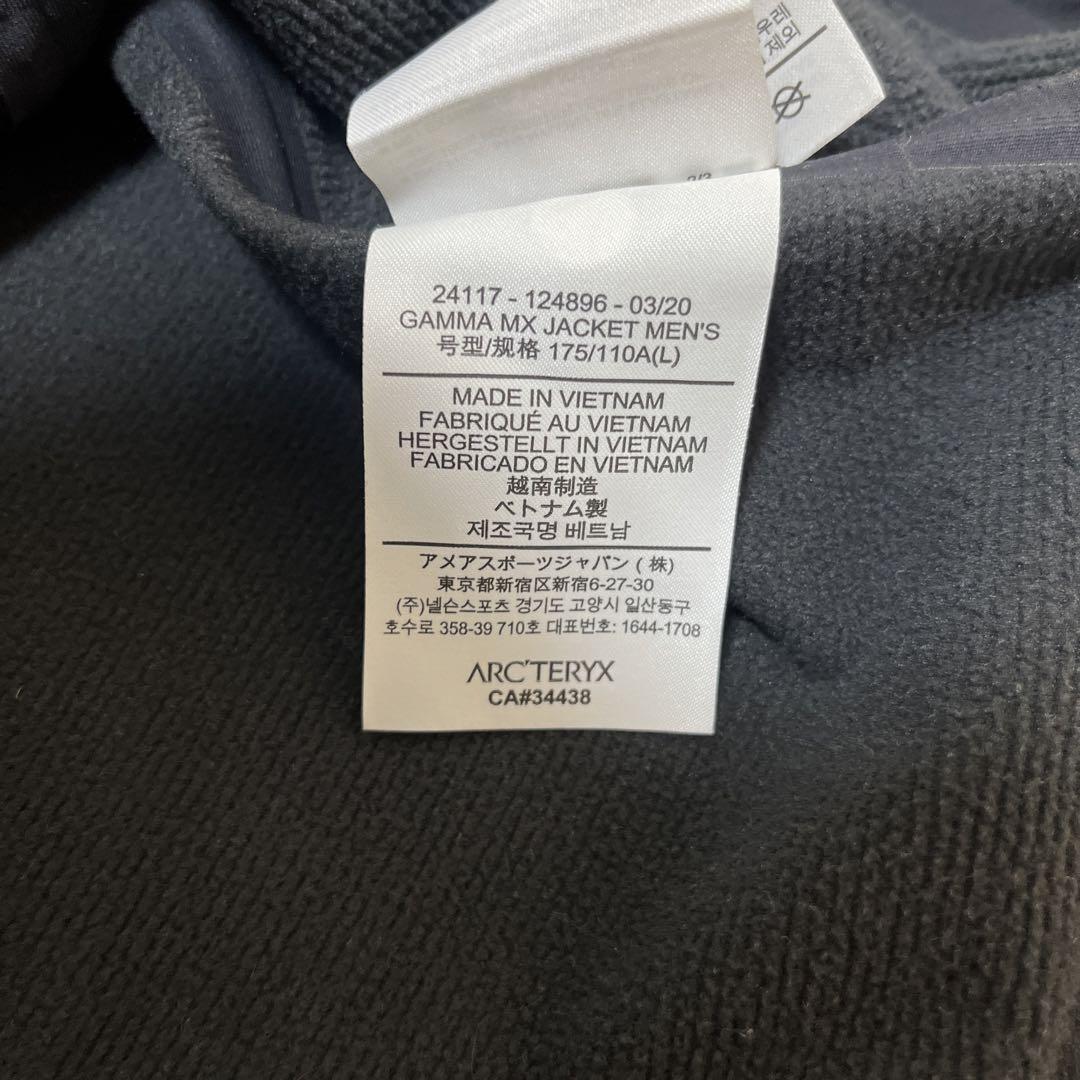 우레
제외
24117 - 124896 - 03/20
GAMMA MX JACKET MEN'S
号型/规格 175/110A(L)
MADE IN VIETNAM
FABRIQUÉ AU VIETNAM
HERGESTELLT IN VIETNAM
FABRICADO EN VIETNAM
越南制造
ベトナム製
제조국명 베트남
アメアスポーツジャパン ( 株)
東京都新宿区新宿6-27-30
(주)넬슨스포츠 경기도 고양시 일산동구
호수로 358-39 710호 대표번호: 1644-1708
ARC'TERYX
CA#34438